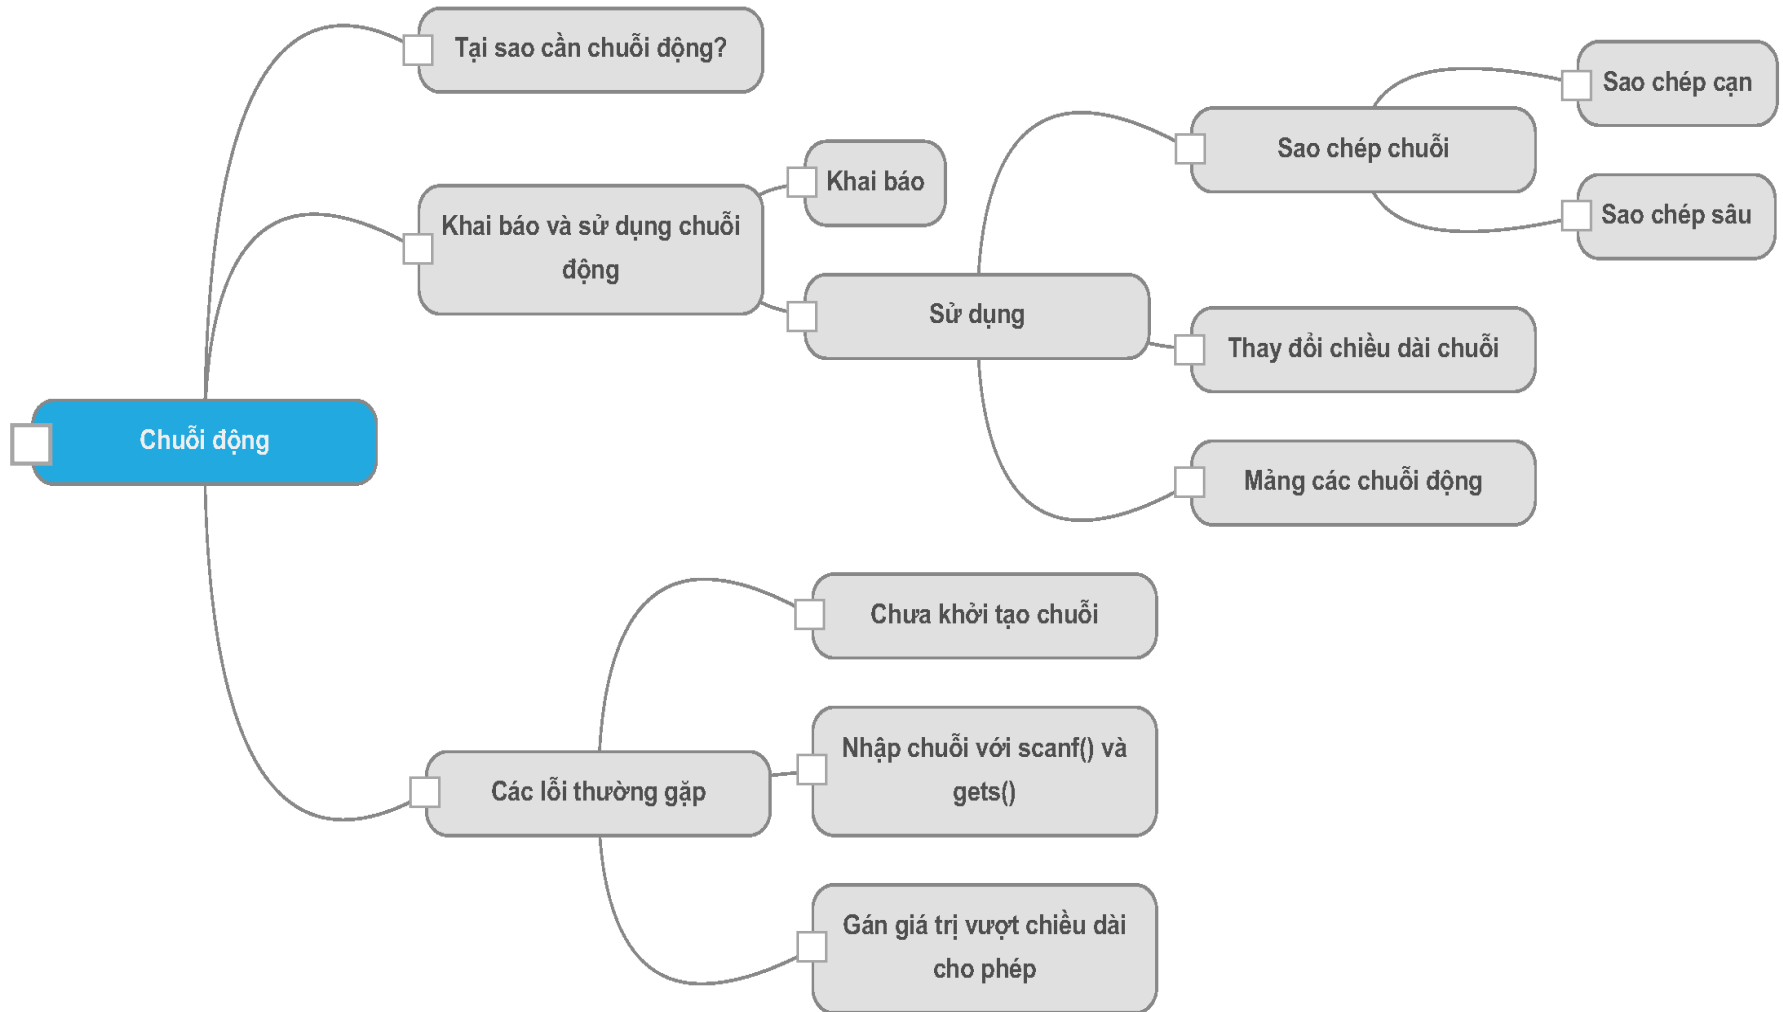 Chuỗi động
Tại sao cần chuỗi động?
Khai báo và sử dụng chuỗi
động
Khai báo
Sử dụng
Sao chép chuỗi
Sao chép cạn
Sao chép sâu
Thay đổi chiều dài chuỗi
Mảng các chuỗi động
Các lỗi thường gặp
Chưa khởi tạo chuỗi
Nhập chuỗi với scanf() và
gets()
Gán giá trị vượt chiều dài
cho phép